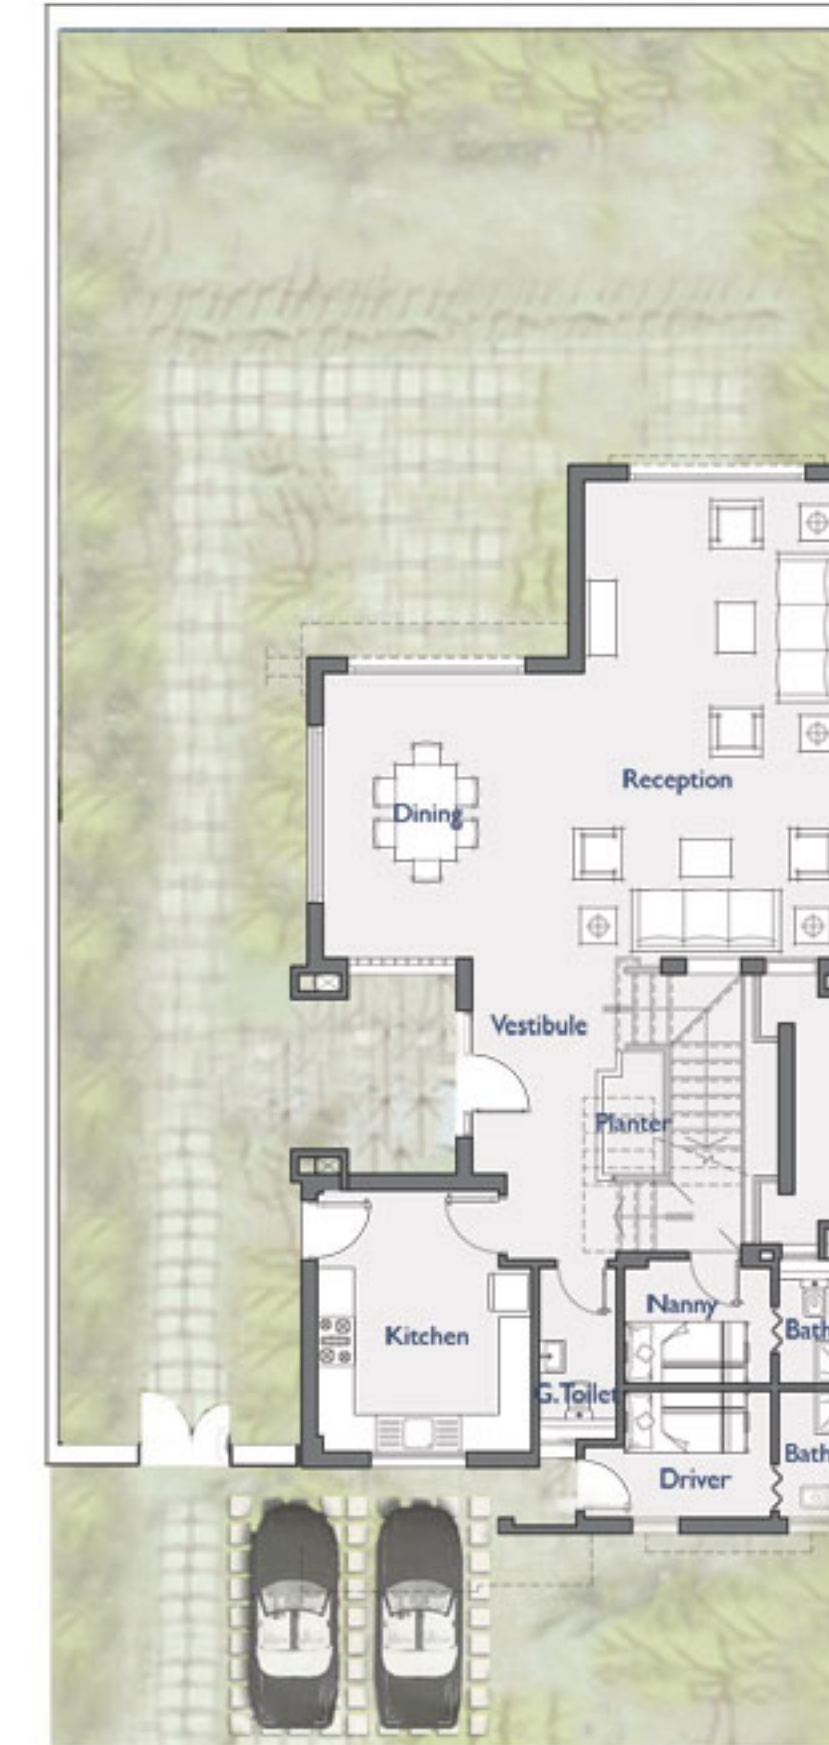 Reception
Dining
Vestibule
Planter
Nanny
Bath
Kitchen
G.Toilet
Bath
Driver